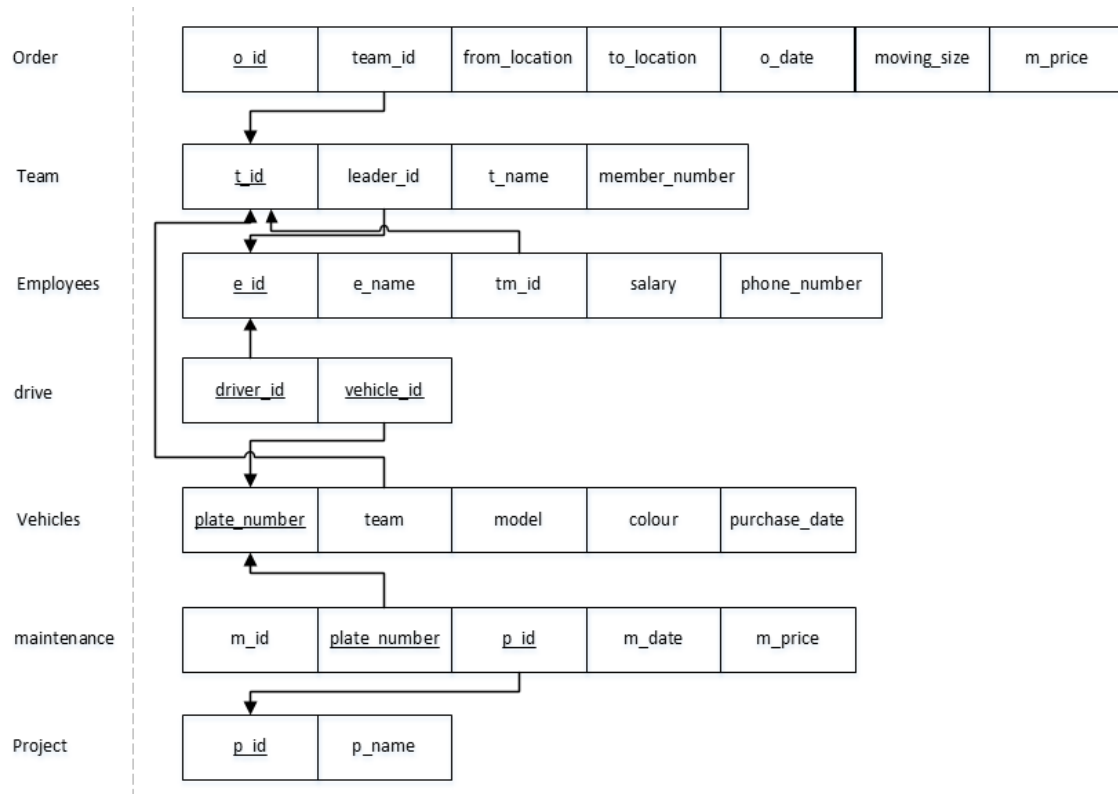 Order o_id team_id from_location to_location o_date moving_size m_price
Team t_id leader_id t_name member_number
Employees e_id e_name tm_id salary phone_number
drive driver_id vehicle_id
Vehicles plate_number team model colour purchase_date
maintenance m_id plate_number p_id m_date m_price
Project p_id p_name